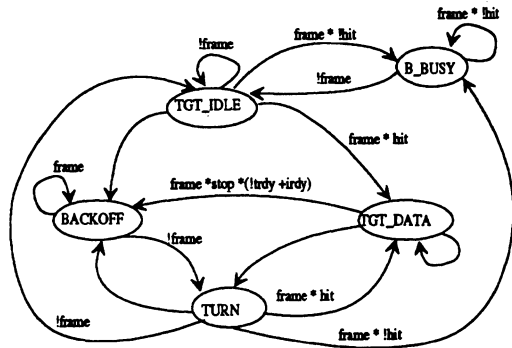 frame * !hit
!frame
frame * !hit
B_BUSY
!frame
TGT_IDLE
frame * hit
frame
frame *stop *(!trdy +irdy)
BACKOFF
TGT_DATA
!frame
frame * hit
TURN
!frame
frame * !hit